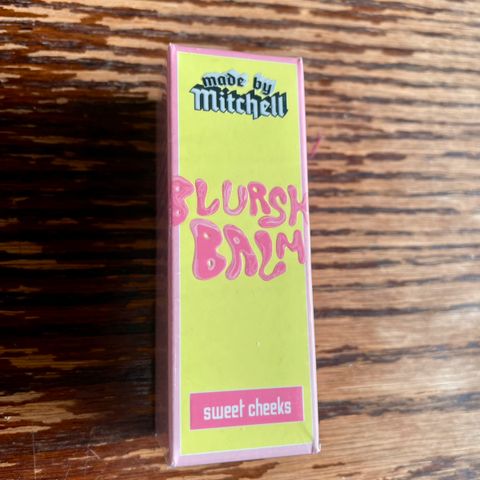 made by
Mitchell
BLURSH
BALM
sweet cheeks